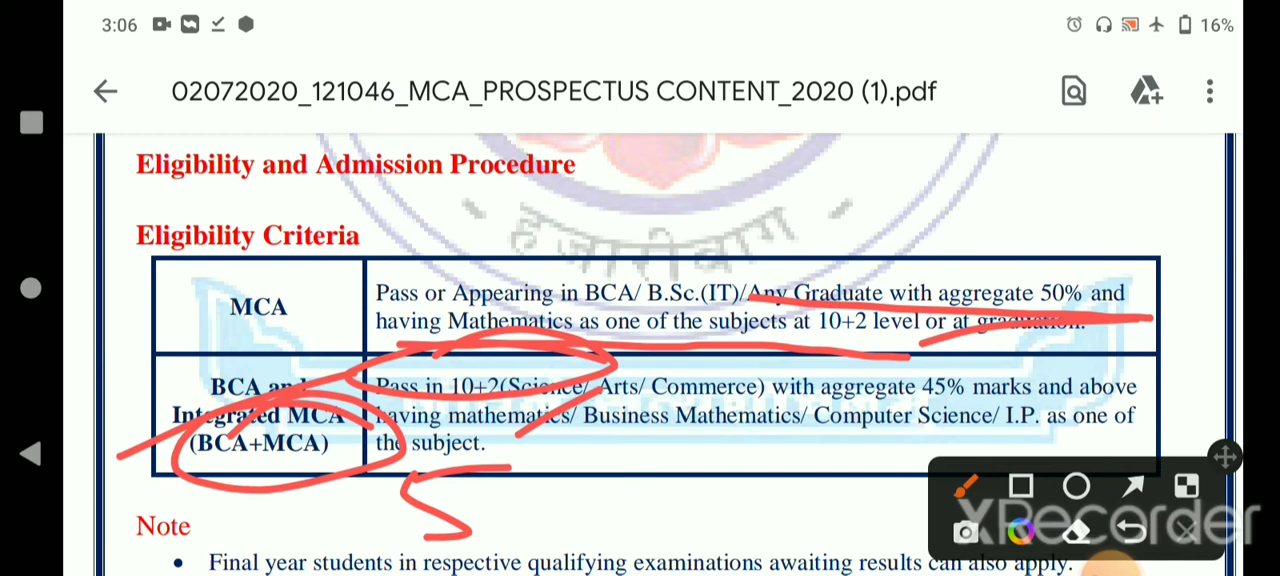 3:06
16%
02072020_121046_MCA_PROSPECTUS CONTENT_2020 (1).pdf
Eligibility and Admission Procedure
हजारीबाग
Eligibility Criteria
MCA
Pass or Appearing in BCA/ B.Sc.(IT)/Any Graduate with aggregate 50% and
having Mathematics as one of the subjects at 10+2 level or at graduation.
BCA and
Integrated MCA
(BCA+MCA)
Pass in 10+2(Science/ Arts/ Commerce) with aggregate 45% marks and above
having mathematics/ Business Mathematics/ Computer Science/ I.P. as one of
the subject.
5
XRecorder
Note
• Final year students in respective qualifying examinations awaiting results can also apply.